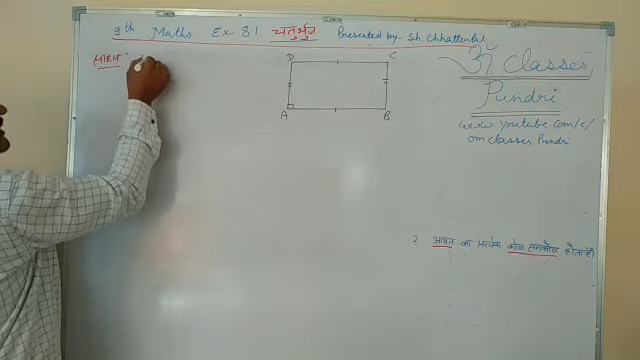 9th Maths Ex-8.1 चतुर्भुज Presented by- Sh. Chhatterpal
ॐ Classes
Pundri
www.youtube.com/c/
om classes Pundri
D C
A B
2 आयत का प्रत्येक कोण समकोण होता है